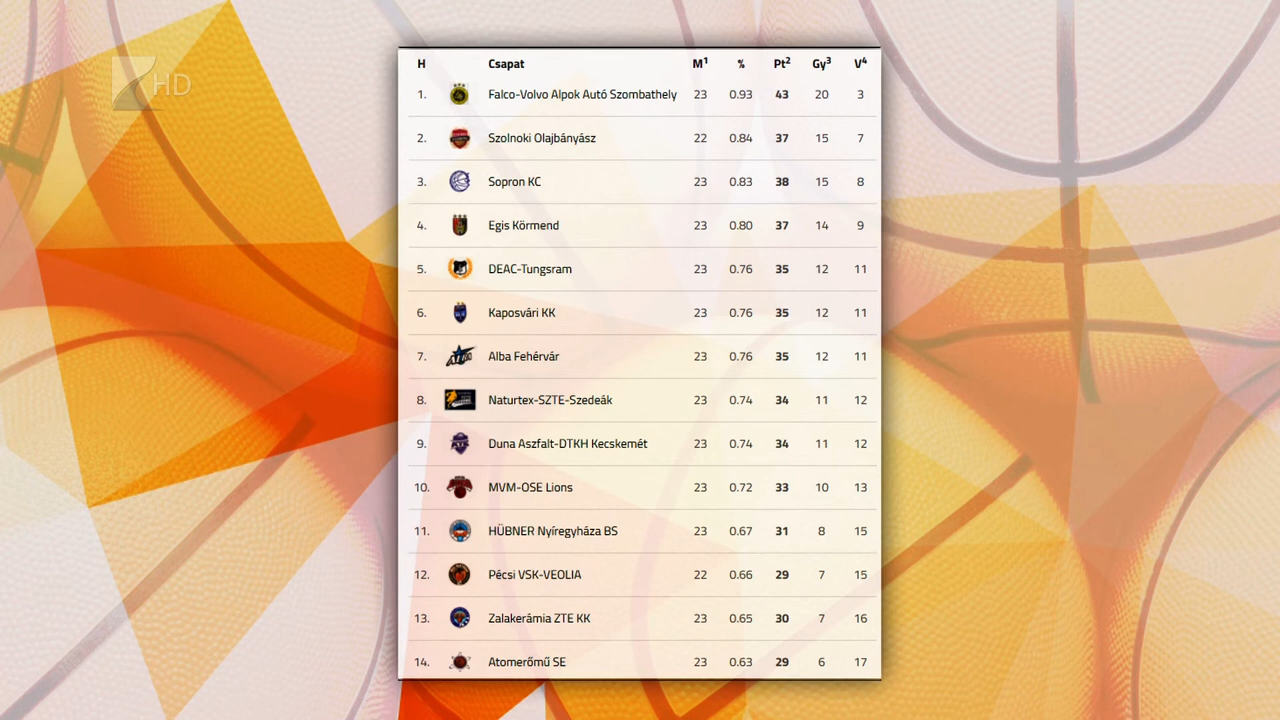 HD
H Csapat M¹ % Pt² Gy³ V⁴
1. Falco-Volvo Alpok Autó Szombathely 23 0.93 43 20 3
2. Szolnoki Olajbányász 22 0.84 37 15 7
3. Sopron KC 23 0.83 38 15 8
4. Egis Körmend 23 0.80 37 14 9
5. DEAC-Tungsram 23 0.76 35 12 11
6. Kaposvári KK 23 0.76 35 12 11
7. Alba Fehérvár 23 0.76 35 12 11
8. Naturtex-SZTE-Szedeák 23 0.74 34 11 12
9. Duna Aszfalt-DTKH Kecskemét 23 0.74 34 11 12
10. MVM-OSE Lions 23 0.72 33 10 13
11. HÜBNER Nyíregyháza BS 23 0.67 31 8 15
12. Pécsi VSK-VEOLIA 22 0.66 29 7 15
13. Zalakerámia ZTE KK 23 0.65 30 7 16
14. Atomerőmű SE 23 0.63 29 6 17